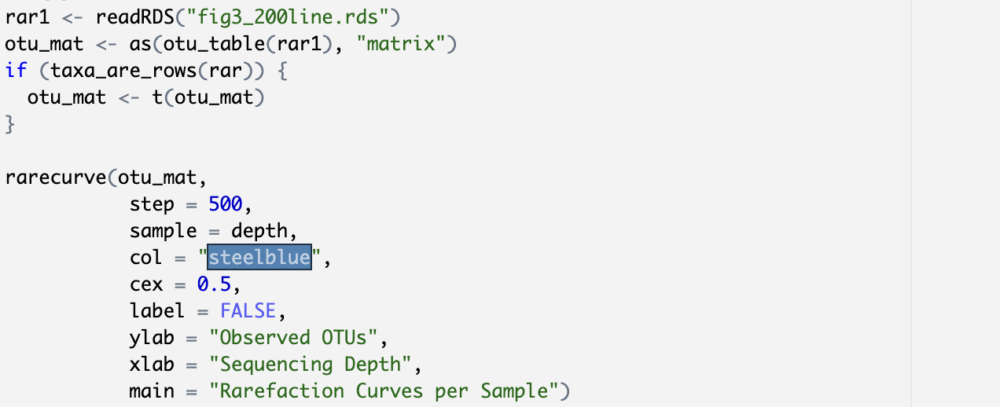 rar1 <- readRDS("fig3_200line.rds")
otu_mat <- as(otu_table(rar1), "matrix")
if (taxa_are_rows(rar)) {
  otu_mat <- t(otu_mat)
}

rarecurve(otu_mat,
           step = 500,
           sample = depth,
           col = "steelblue",
           cex = 0.5,
           label = FALSE,
           ylab = "Observed OTUs",
           xlab = "Sequencing Depth",
           main = "Rarefaction Curves per Sample")